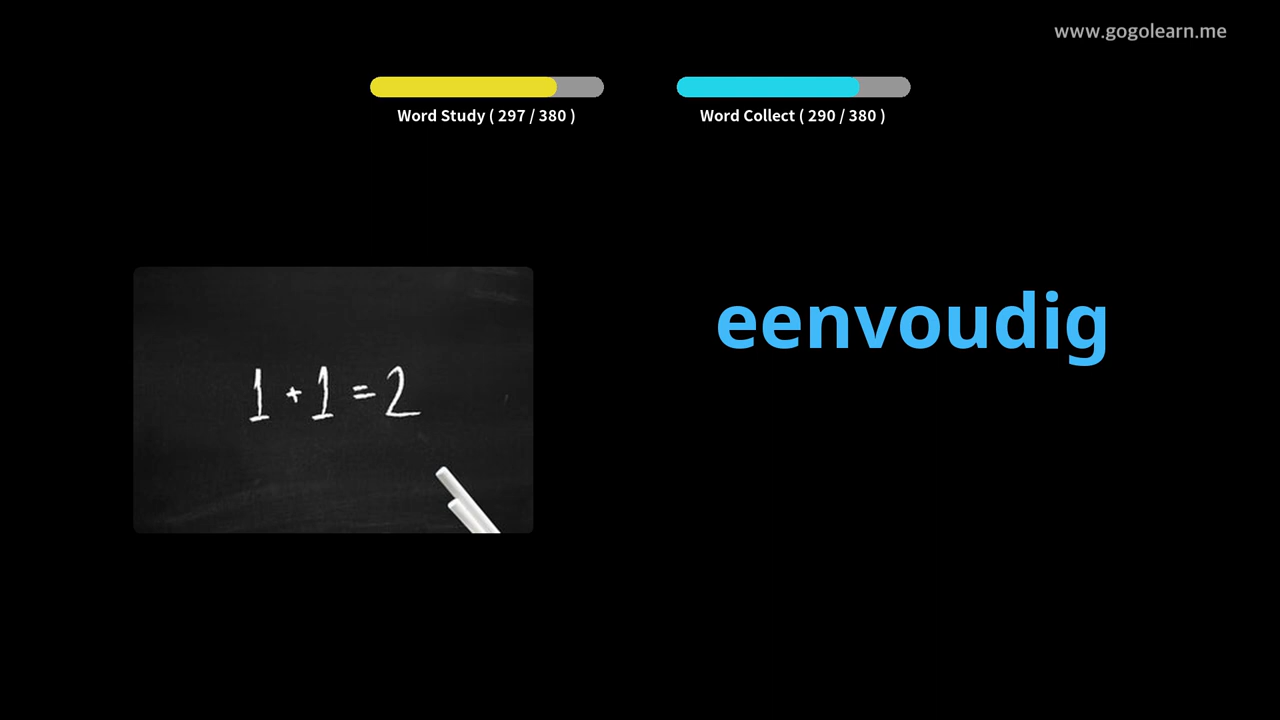 www.gogolearn.me
Word Study ( 297 / 380 )
Word Collect ( 290 / 380 )
eenvoudig
1 + 1 = 2